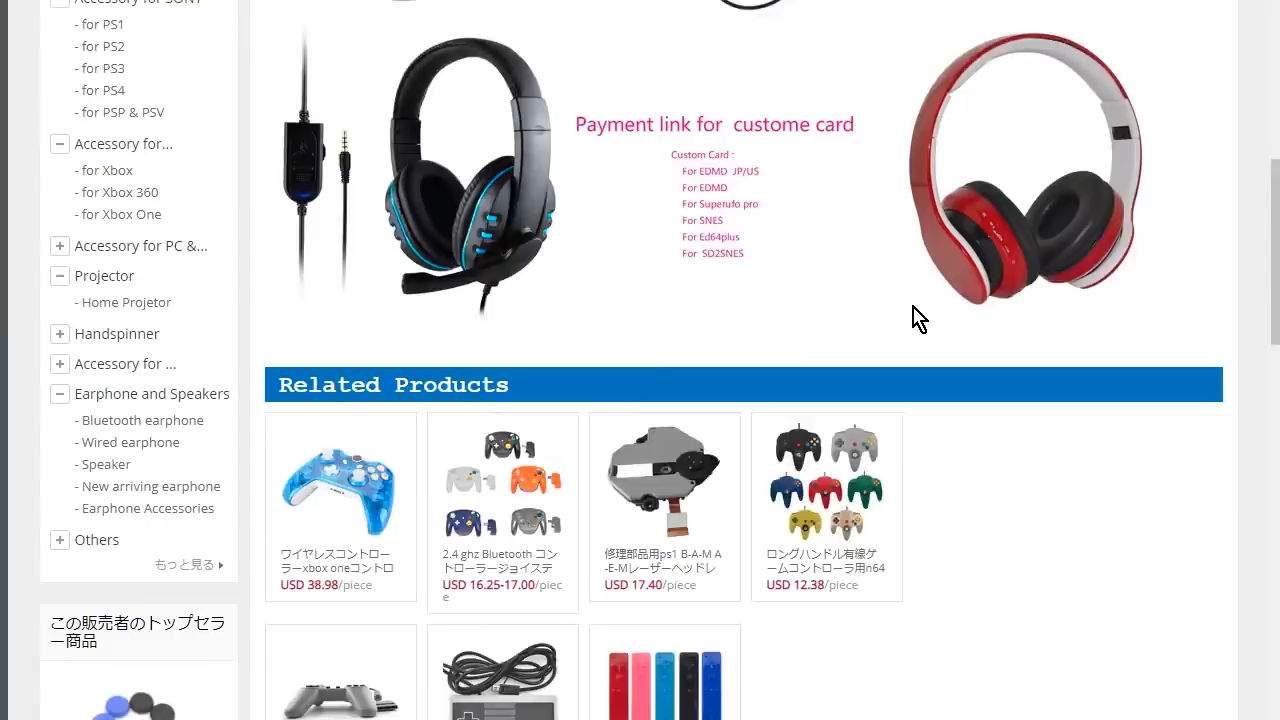 - for PS1
- for PS2
- for PS3
- for PS4
- for PSP & PSV
Accessory for...
- for Xbox
- for Xbox 360
- for Xbox One
Accessory for PC &...
Projector
- Home Projetor
Handspinner
Accessory for ...
Earphone and Speakers
- Bluetooth earphone
- Wired earphone
- Speaker
- Jew elrwing earphone
- Earphone Accessories
Others
もっと見る
この販売者のトップセラ
ー商品
Payment link for custome card
Custom Card :
For EDMD JP/US
For EDMD
For Superufo pro
For SNES
For Ed64plus
For SD2SNES
Related Products
ワイヤレスコントロー
ラーxbox oneコントロ
USD 38.98/piece
2.4 ghz Bluetooth コン
トローラージョイステ
USD 16.25-17.00/piec
e
修理部品用ps1 B-A-M A
-E-Mレーザーヘッドレ
USD 17.40/piece
ロングハンドル有線ゲ
ームコントローラ用n64
USD 12.38/piece